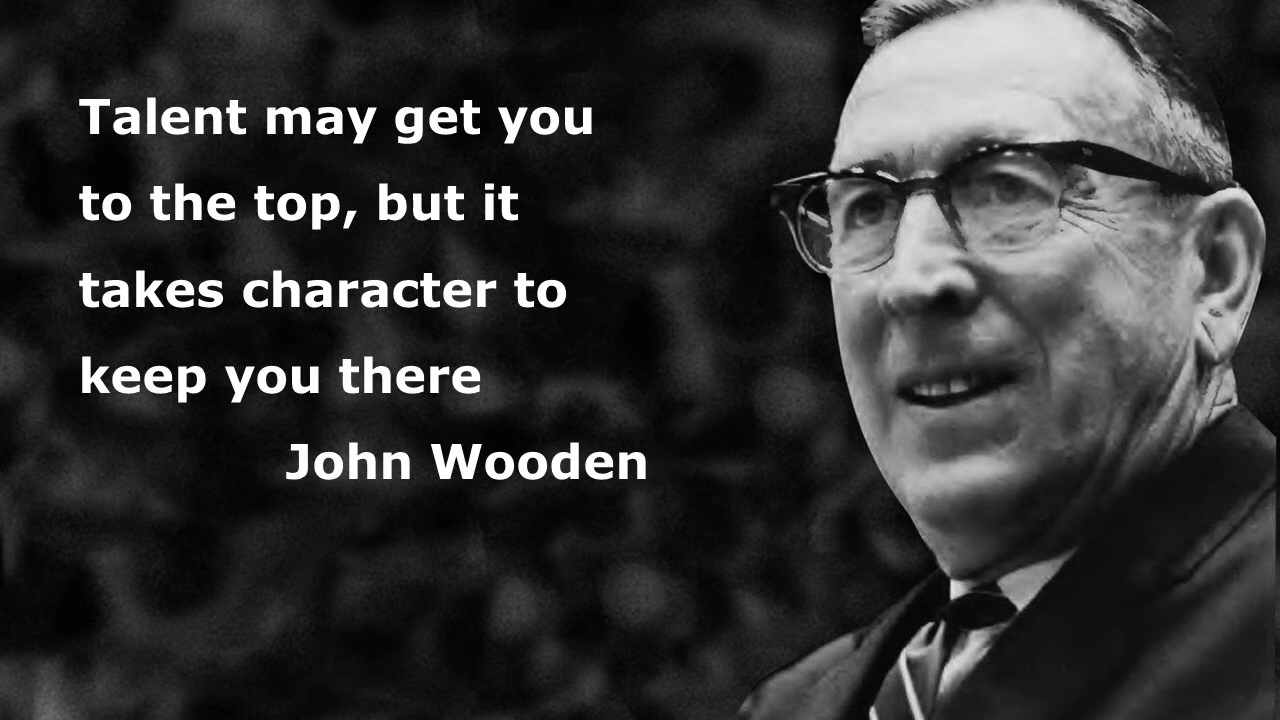 Talent may get you
to the top, but it
takes character to
keep you there
John Wooden